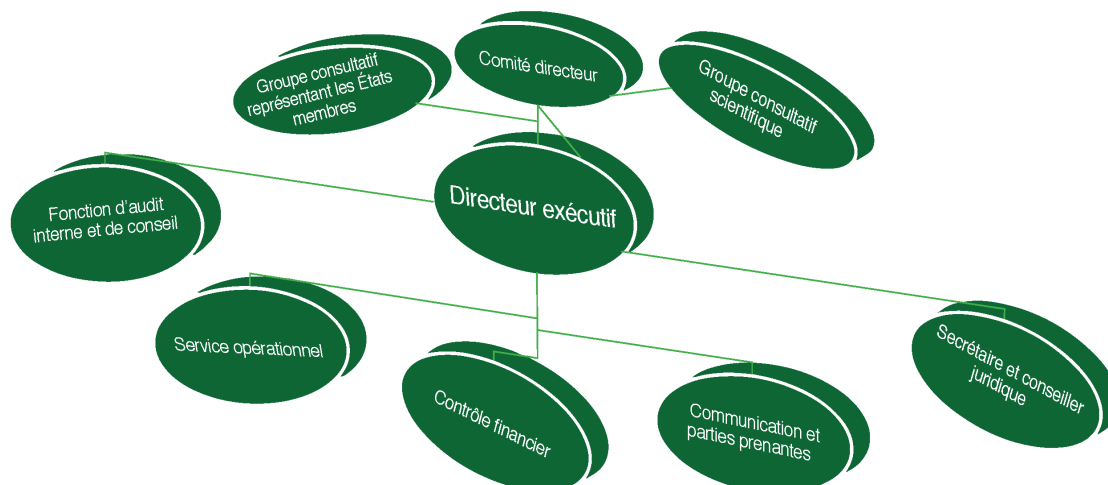 Groupe consultatif
représentant les États
membres
Comité directeur
Groupe consultatif
scientifique
Directeur exécutif
Fonction d'audit
interne et de conseil
Service opérationnel
Contrôle financier
Communication et
parties prenantes
Secrétaire et conseiller
juridique